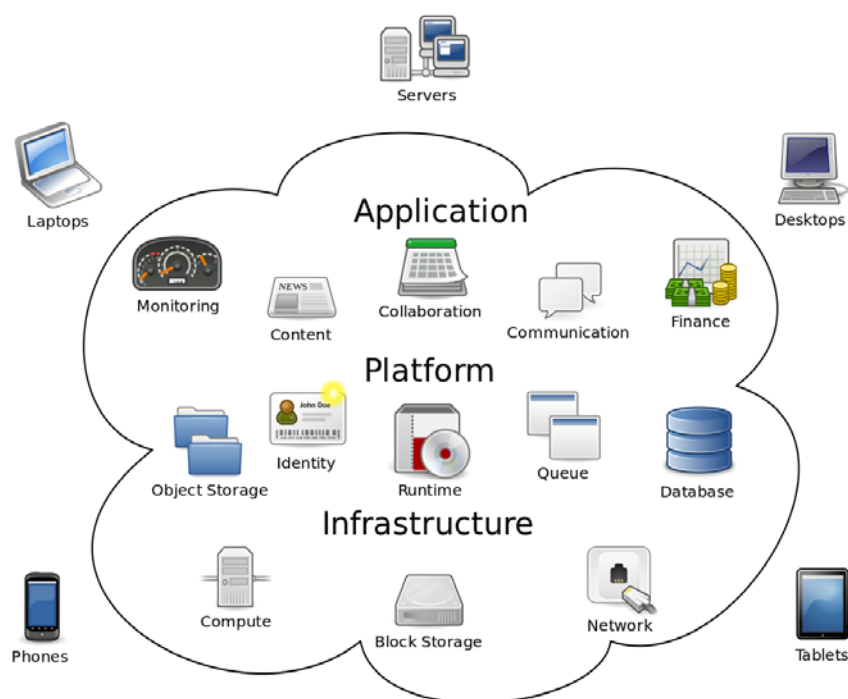 Servers
Laptops
Desktops
Application
Monitoring
NEWS
Content
Collaboration
Communication
Finance
Platform
John Doe
Object Storage
Identity
Runtime
Queue
Database
Infrastructure
Compute
Block Storage
Network
Phones
Tablets